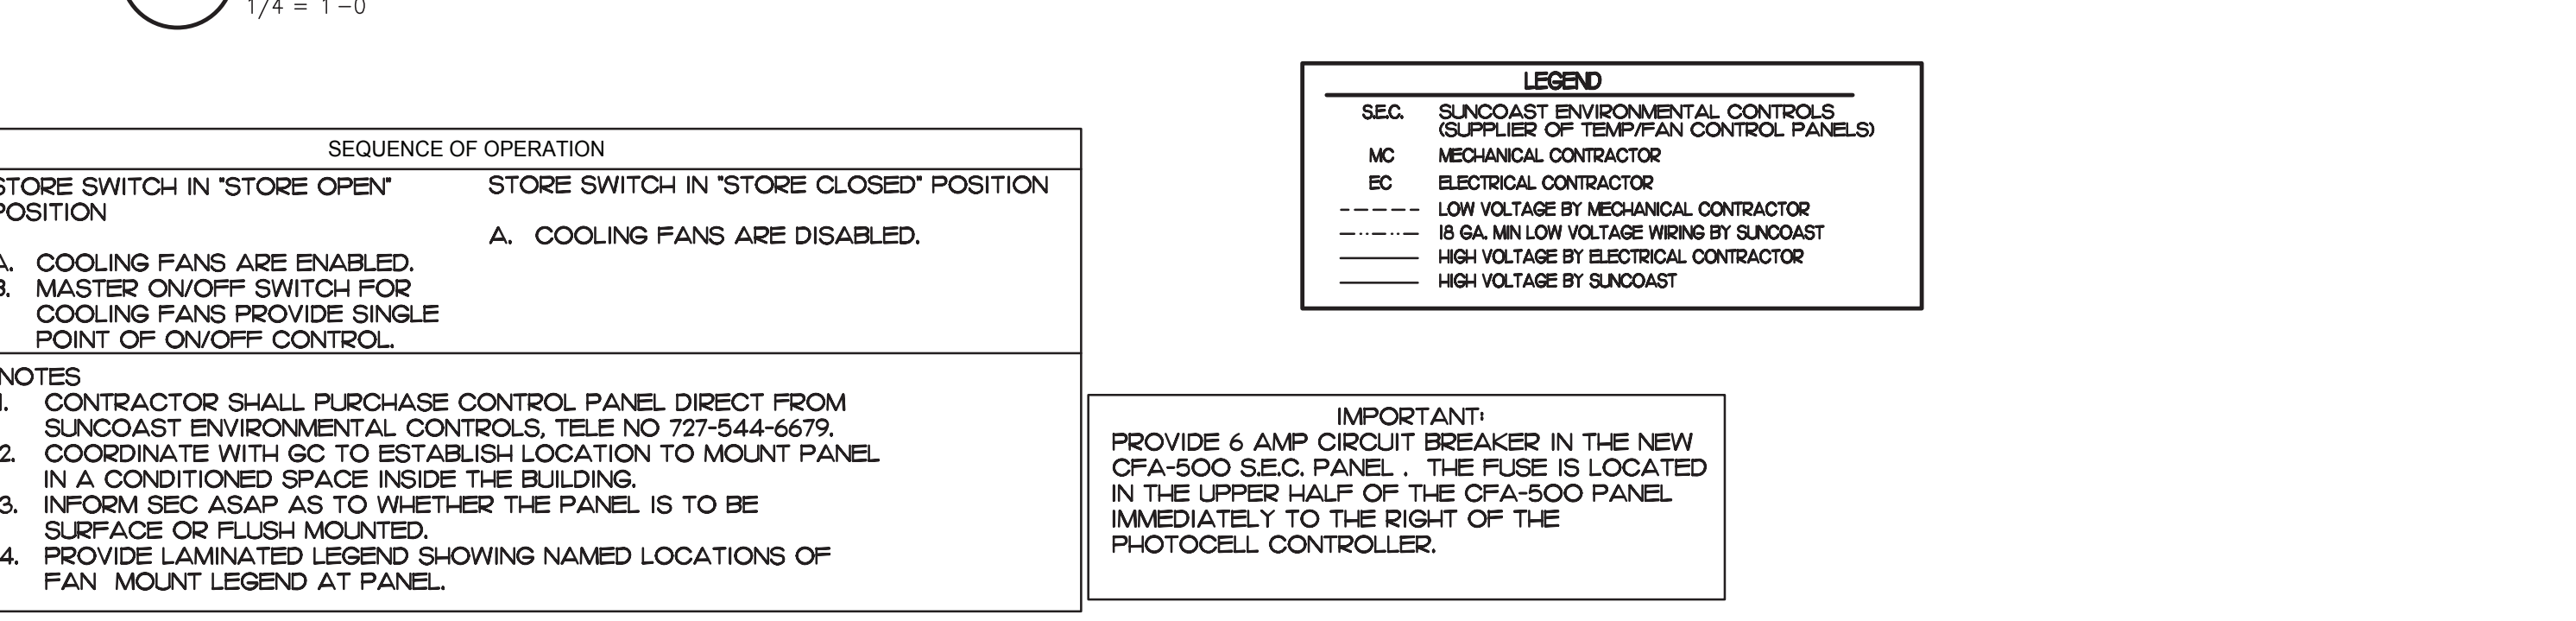 1/4 = 1-0
LEGEND
S.E.C. SUNCOAST ENVIRONMENTAL CONTROLS
(SUPPLIER OF TEMP/FAN CONTROL PANELS)
MC MECHANICAL CONTRACTOR
EC ELECTRICAL CONTRACTOR
LOW VOLTAGE BY MECHANICAL CONTRACTOR
18 GA. MIN LOW VOLTAGE WIRING BY SUNCOAST
HIGH VOLTAGE BY ELECTRICAL CONTRACTOR
HIGH VOLTAGE BY SUNCOAST
SEQUENCE OF OPERATION
STORE SWITCH IN "STORE OPEN"
POSITION
A. COOLING FANS ARE ENABLED.
B. MASTER ON/OFF SWITCH FOR
COOLING FANS PROVIDE SINGLE
POINT OF ON/OFF CONTROL.
STORE SWITCH IN "STORE CLOSED" POSITION
A. COOLING FANS ARE DISABLED.
NOTES
1. CONTRACTOR SHALL PURCHASE CONTROL PANEL DIRECT FROM
SUNCOAST ENVIRONMENTAL CONTROLS, TELE NO 727-544-6679.
2. COORDINATE WITH GC TO ESTABLISH LOCATION TO MOUNT PANEL
IN A CONDITIONED SPACE INSIDE THE BUILDING.
3. INFORM SEC ASAP AS TO WHETHER THE PANEL IS TO BE
SURFACE OR FLUSH MOUNTED.
4. PROVIDE LAMINATED LEGEND SHOWING NAMED LOCATIONS OF
FAN MOUNT LEGEND AT PANEL.
IMPORTANT:
PROVIDE 6 AMP CIRCUIT BREAKER IN THE NEW
CFA-500 S.E.C. PANEL . THE FUSE IS LOCATED
IN THE UPPER HALF OF THE CFA-500 PANEL
IMMEDIATELY TO THE RIGHT OF THE
PHOTOCELL CONTROLLER.